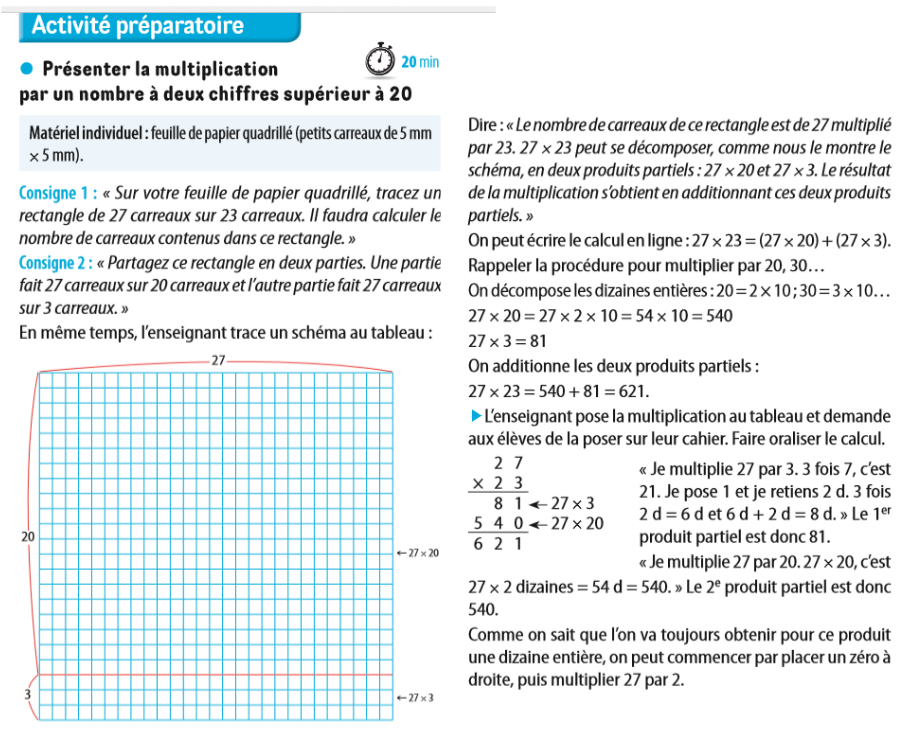 Activité préparatoire
20 min
● Présenter la multiplication
par un nombre à deux chiffres supérieur à 20
Matériel individuel : feuille de papier quadrillé (petits carreaux de 5 mm
× 5 mm).
Consigne 1 : « Sur votre feuille de papier quadrillé, tracez un
rectangle de 27 carreaux sur 23 carreaux. Il faudra calculer le
nombre de carreaux contenus dans ce rectangle. »
Consigne 2 : « Partagez ce rectangle en deux parties. Une partie
fait 27 carreaux sur 20 carreaux et l'autre partie fait 27 carreaux
sur 3 carreaux. »
En même temps, l'enseignant trace un schéma au tableau :
27
20
←27 × 20
3
←27 × 3
Dire : « Le nombre de carreaux de ce rectangle est de 27 multiplié
par 23. 27 × 23 peut se décomposer, comme nous le montre le
schéma, en deux produits partiels : 27 × 20 et 27 × 3. Le résultat
de la multiplication s'obtient en additionnant ces deux produits
partiels. »
On peut écrire le calcul en ligne : 27 × 23 = (27 × 20) + (27 × 3).
Rappeler la procédure pour multiplier par 20, 30…
On décompose les dizaines entières : 20 = 2 × 10 ; 30 = 3 × 10…
27 × 20 = 27 × 2 × 10 = 54 × 10 = 540
27 × 3 = 81
On additionne les deux produits partiels :
27 × 23 = 540 + 81 = 621.
▶ L'enseignant pose la multiplication au tableau et demande
aux élèves de la poser sur leur cahier. Faire oraliser le calcul.
2 7
× 2 3
8 1 ← 27 × 3
5 4 0 ← 27 × 20
6 2 1
« Je multiplie 27 par 3. 3 fois 7, c'est
21. Je pose 1 et je retiens 2 d. 3 fois
2 d = 6 d et 6 d + 2 d = 8 d. » Le 1er
produit partiel est donc 81.
« Je multiplie 27 par 20. 27 × 20, c'est
27 × 2 dizaines = 54 d = 540. » Le 2e produit partiel est donc
540.
Comme on sait que l'on va toujours obtenir pour ce produit
une dizaine entière, on peut commencer par placer un zéro à
droite, puis multiplier 27 par 2.